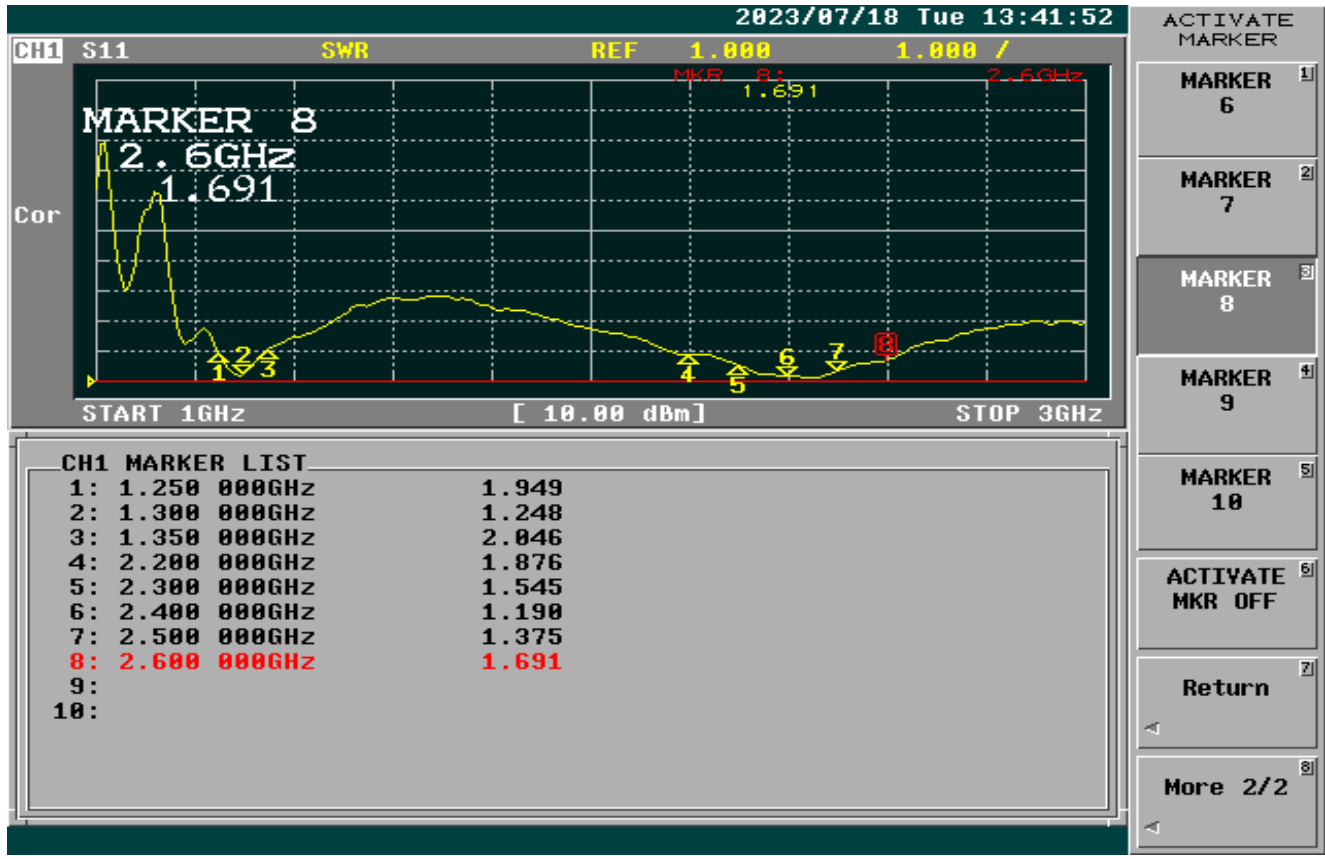 2023/07/18 Tue 13:41:52
CH1 S11 SWR REF 1.000 1.000 /
MKR 8: 2.6GHz
1.691
MARKER 8
2.6GHz
1.691
Cor
1 2 3 4 5 6 7 8
START 1GHz [ 10.00 dBm] STOP 3GHz
CH1 MARKER LIST
1: 1.250 000GHz 1.949
2: 1.300 000GHz 1.248
3: 1.350 000GHz 2.046
4: 2.200 000GHz 1.876
5: 2.300 000GHz 1.545
6: 2.400 000GHz 1.190
7: 2.500 000GHz 1.375
8: 2.600 000GHz 1.691
9:
10:
ACTIVATE
MARKER
MARKER 1
6
MARKER 2
7
MARKER 3
8
MARKER 4
9
MARKER 5
10
ACTIVATE 6
MKR OFF
7
Return
8
More 2/2